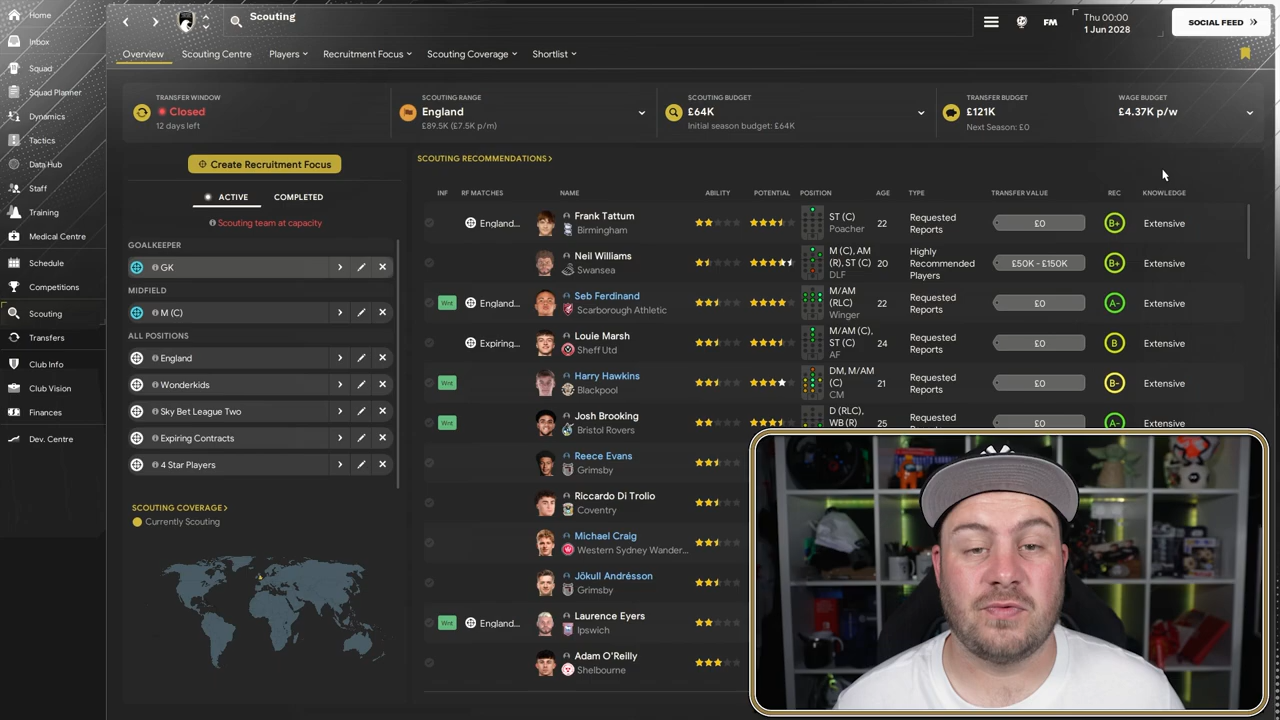 Home
Inbox
Squad
Squad Planner
Dynamics
Tactics
Data Hub
Staff
Training
Medical Centre
Schedule
Competitions
Scouting
Transfers
Club Info
Club Vision
Finances
Dev. Centre
Scouting
FM
Thu 00:00
1 Jun 2028
SOCIAL FEED
Overview
Scouting Centre
Players
Recruitment Focus
Scouting Coverage
Shortlist
TRANSFER WINDOW
Closed
12 days left
SCOUTING RANGE
England
£89.5K (£7.5K p/m)
SCOUTING BUDGET
£64K
Initial season budget: £64K
TRANSFER BUDGET
£121K
Next Season: £0
WAGE BUDGET
£4.37K p/w
Create Recruitment Focus
ACTIVE
COMPLETED
Scouting team at capacity
GOALKEEPER
GK
MIDFIELD
M (C)
ALL POSITIONS
England
Wonderkids
Sky Bet League Two
Expiring Contracts
4 Star Players
SCOUTING COVERAGE >
Currently Scouting
SCOUTING RECOMMENDATIONS >
INF RF MATCHES NAME ABILITY POTENTIAL POSITION AGE TYPE TRANSFER VALUE REC KNOWLEDGE
England... Frank Tattum
Birmingham
ST (C)
Poacher
22
Requested
Reports
£0
B+
Extensive
Neil Williams
Swansea
M (C), AM
(R), ST (C)
DLF
20
Highly
Recommended
Players
£50K - £150K
B+
Extensive
Wnt
England... Seb Ferdinand
Scarborough Athletic
M/AM
(RLC)
Winger
22
Requested
Reports
£0
A-
Extensive
Expiring... Louie Marsh
Sheff Utd
M/AM (C),
ST (C)
AF
24
Requested
Reports
£0
B
Extensive
Wnt
Harry Hawkins
Blackpool
DM, M/AM
(C)
CM
21
Requested
Reports
£0
B-
Extensive
Wnt
Josh Brooking
Bristol Rovers
D (RLC),
WB (R)
25
Requested
Reports
£0
A-
Extensive
Reece Evans
Grimsby
Riccardo Di Trolio
Coventry
Michael Craig
Western Sydney Wander...
Jökull Andrésson
Grimsby
Wnt
England... Laurence Eyers
Ipswich
Adam O'Reilly
Shelbourne